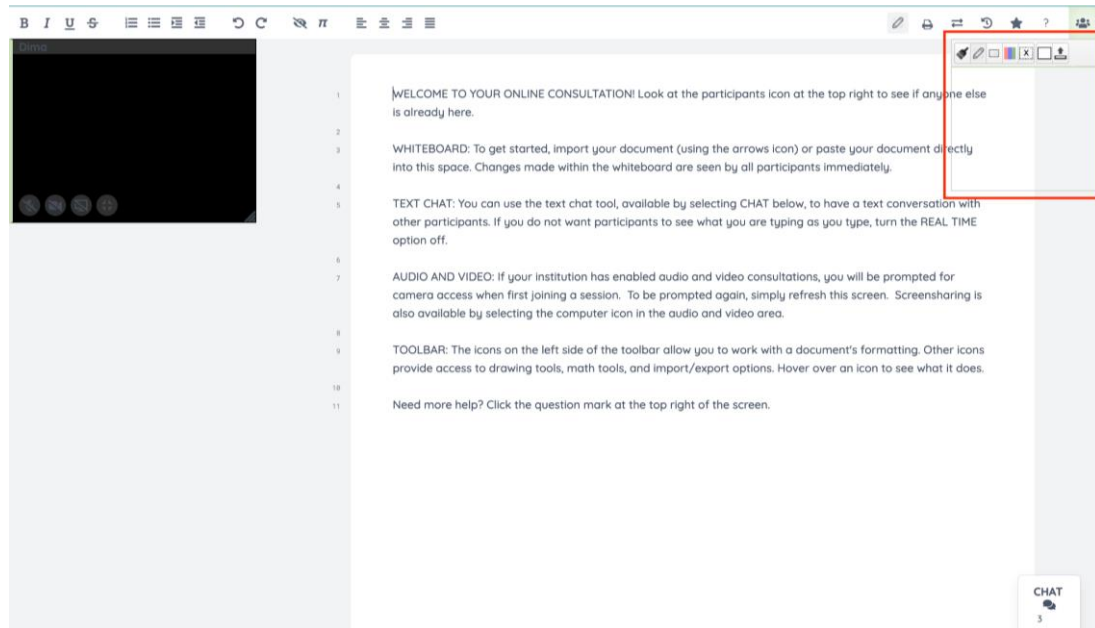 B I U S π ?
Dima
X
1 WELCOME TO YOUR ONLINE CONSULTATION! Look at the participants icon at the top right to see if anyone else
is already here.
2
3 WHITEBOARD: To get started, import your document (using the arrows icon) or paste your document directly
into this space. Changes made within the whiteboard are seen by all participants immediately.
4
5 TEXT CHAT: You can use the text chat tool, available by selecting CHAT below, to have a text conversation with
other participants. If you do not want participants to see what you are typing as you type, turn the REAL TIME
option off.
6
7 AUDIO AND VIDEO: If your institution has enabled audio and video consultations, you will be prompted for
camera access when first joining a session.  To be prompted again, simply refresh this screen.  Screensharing is
also available by selecting the computer icon in the audio and video area.
8
9 TOOLBAR: The icons on the left side of the toolbar allow you to work with a document's formatting. Other icons
provide access to drawing tools, math tools, and import/export options. Hover over an icon to see what it does.
10
11 Need more help? Click the question mark at the top right of the screen.
CHAT
3